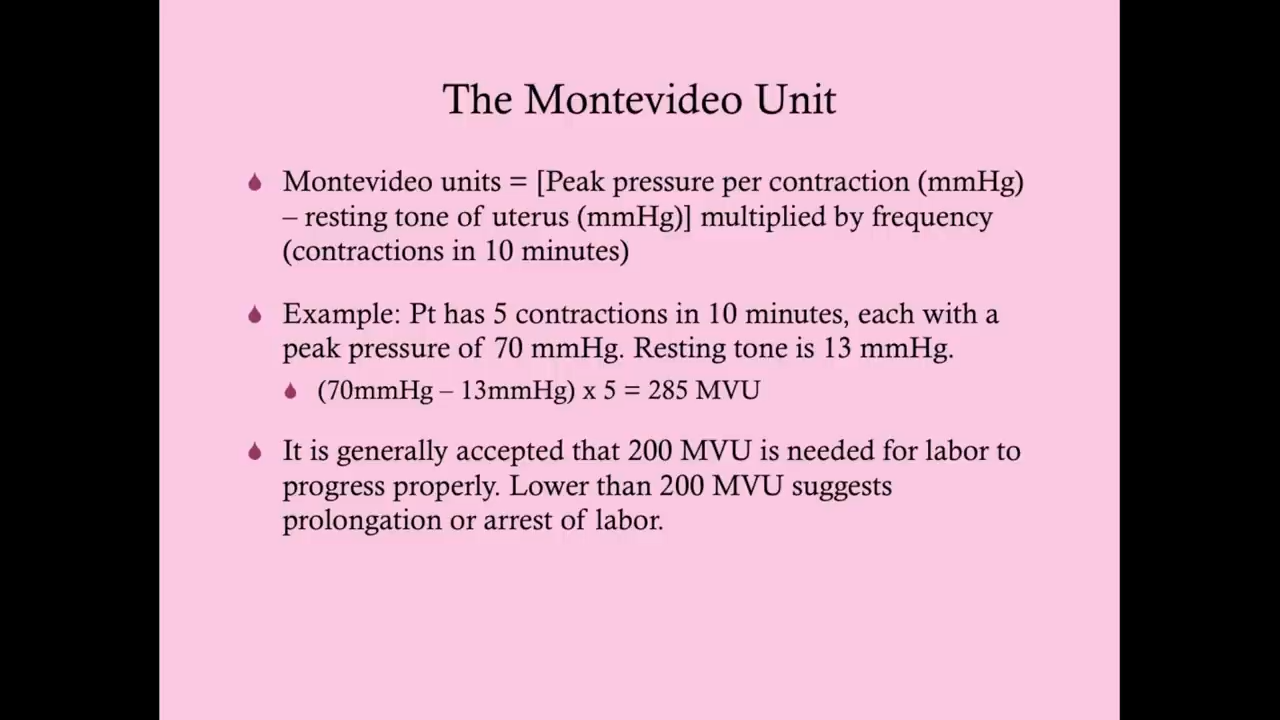 The Montevideo Unit
Montevideo units = [Peak pressure per contraction (mmHg)
– resting tone of uterus (mmHg)] multiplied by frequency
(contractions in 10 minutes)
Example: Pt has 5 contractions in 10 minutes, each with a
peak pressure of 70 mmHg. Resting tone is 13 mmHg.
(70mmHg – 13mmHg) x 5 = 285 MVU
It is generally accepted that 200 MVU is needed for labor to
progress properly. Lower than 200 MVU suggests
prolongation or arrest of labor.